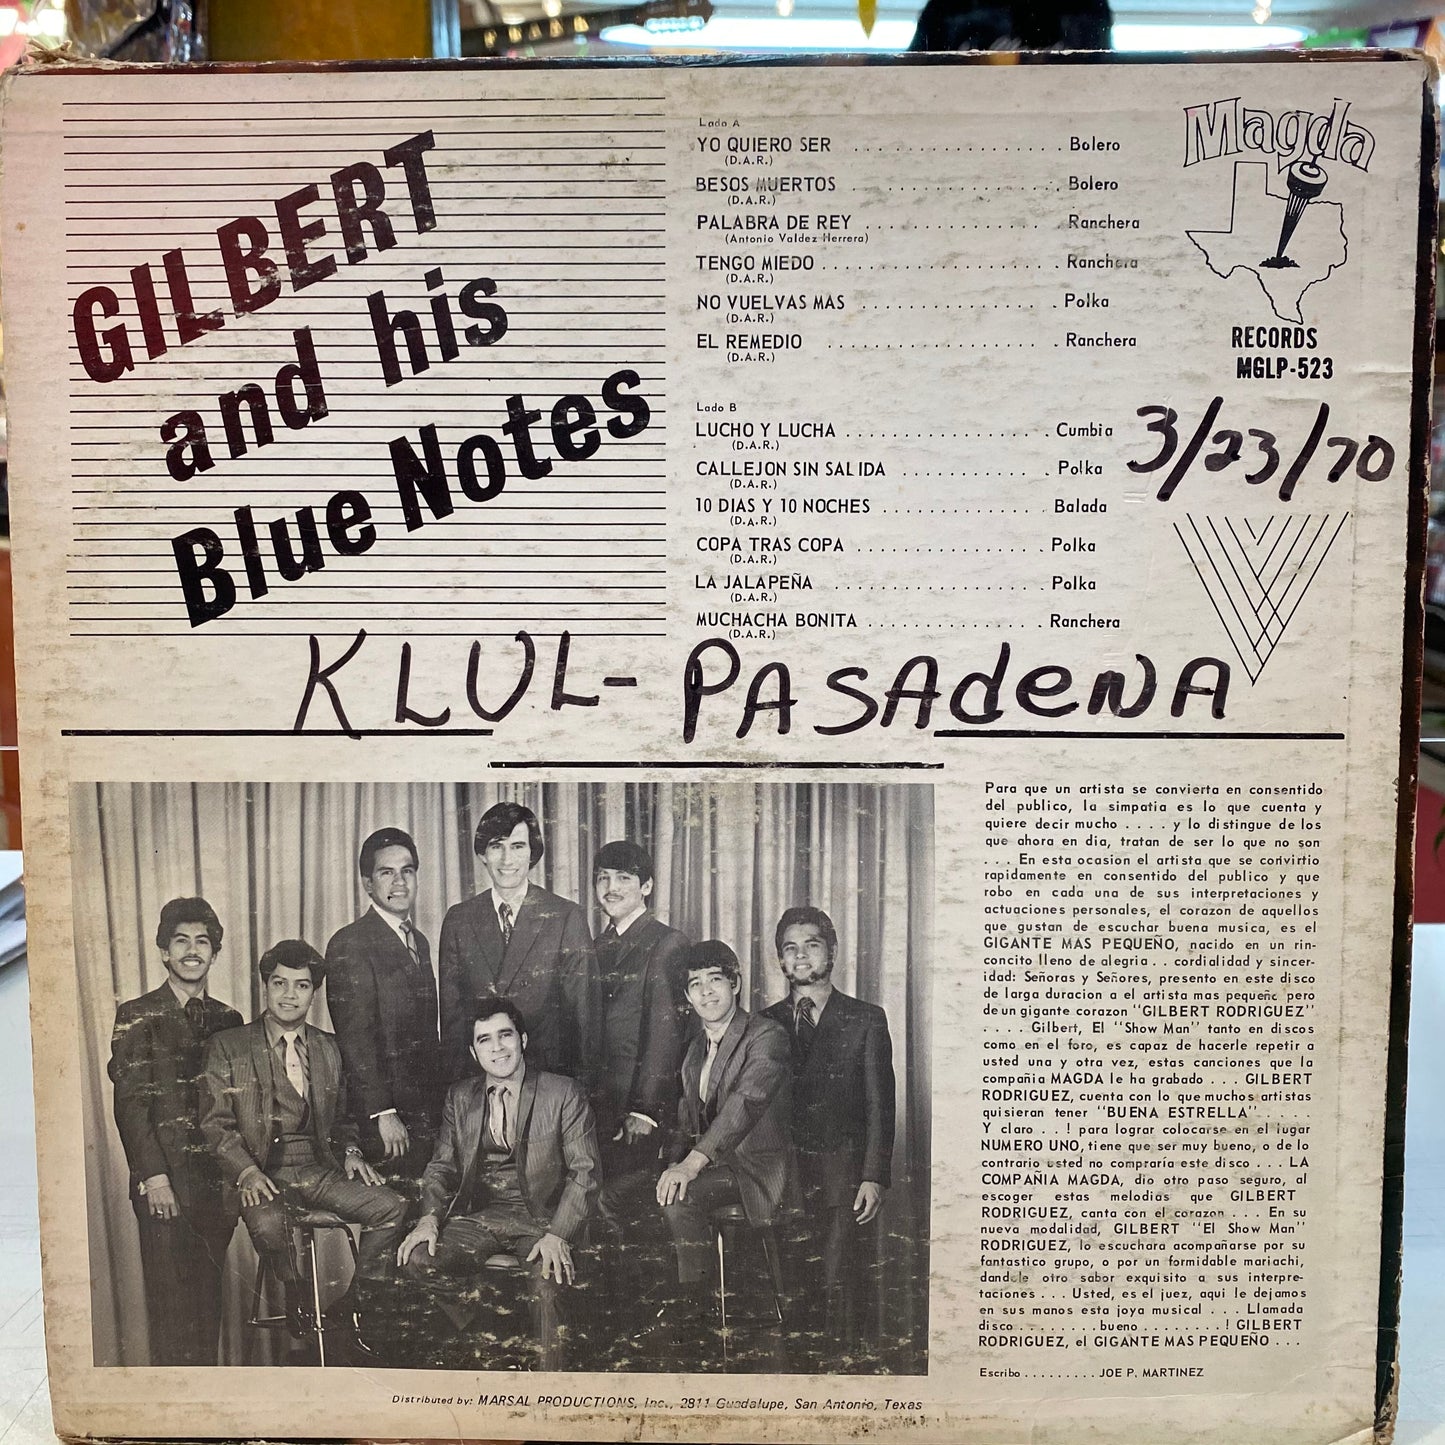 GILBERT
and his
Blue Notes
Lado A
YO QUIERO SER . . . . . . . . . . . . . . . . . Bolero
(D.A.R.)
BESOS MUERTOS . . . . . . . . . . . . . . . . . Bolero
(D.A.R.)
PALABRA DE REY . . . . . . . . . . . . . . . . . Ranchera
(Antonio Valdez Herrera)
TENGO MIEDO . . . . . . . . . . . . . . . . . . . Ranchera
(D.A.R.)
NO VUELVAS MAS . . . . . . . . . . . . . . . . Polka
(D.A.R.)
EL REMEDIO . . . . . . . . . . . . . . . . . . . Ranchera
(D.A.R.)
Lado B
LUCHO Y LUCHA . . . . . . . . . . . . . . . . Cumbia
(D.A.R.)
CALLEJON SIN SALIDA . . . . . . . . . . . . Polka
(D.A.R.)
10 DIAS Y 10 NOCHES . . . . . . . . . . . . . Balada
(D.A.R.)
COPA TRAS COPA . . . . . . . . . . . . . . . Polka
(D.A.R.)
LA JALAPEÑA . . . . . . . . . . . . . . . . . Polka
(D.A.R.)
MUCHACHA BONITA . . . . . . . . . . . . . . Ranchera
(D.A.R.)
Magda
RECORDS
MGLP-523
3/23/70
KLVL- PASAdeNA
Para que un artista se convierta en consentido
del publico, la simpatia es lo que cuenta y
quiere decir mucho . . . . y lo distingue de los
que ahora en dia, tratan de ser lo que no son
. . . En esta ocasion el artista que se convirtio
rapidamente en consentido del publico y que
robo en cada una de sus interpretaciones y
actuaciones personales, el corazon de aquellos
que gustan de escuchar buena musica, es el
GIGANTE MAS PEQUEÑO, nacido en un rin-
concito lleno de alegria . . cordialidad y sincer-
idad: Señoras y Señores, presento en este disco
de larga duracion a el artista mas pequeño pero
de un gigante corazon "GILBERT RODRIGUEZ"
. . . . Gilbert, El "Show Man" tanto en discos
como en el foro, es capaz de hacerle repetir a
usted una y otra vez, estas canciones que la
compañia MAGDA le ha grabado . . . GILBERT
RODRIGUEZ, cuenta con lo que muchos artistas
quisieran tener "BUENA ESTRELLA" . . . . .
Y claro . . ! para lograr colocarse en el lugar
NUMERO UNO, tiene que ser muy bueno, o de lo
contrario usted no compraría este disco . . . LA
COMPAÑIA MAGDA, dio otro paso seguro, al
escoger estas melodias que GILBERT
RODRIGUEZ, canta con el corazon . . . En su
nueva modalidad, GILBERT "El Show Man"
RODRIGUEZ, lo escuchara acompañarse por su
fantastico grupo, o por un formidable mariachi,
dandole otro sabor exquisito a sus interpre-
taciones . . . Usted, es el juez, aqui le dejamos
en sus manos esta joya musical . . . Llamada
disco . . . . . . . . bueno . . . . . . . . ! GILBERT
RODRIGUEZ, el GIGANTE MAS PEQUEÑO . . .
Escribo . . . . . . . . . JOE P. MARTINEZ
Distributed by: MARSAL PRODUCTIONS, Inc., 2811 Guadalupe, San Antonio, Texas